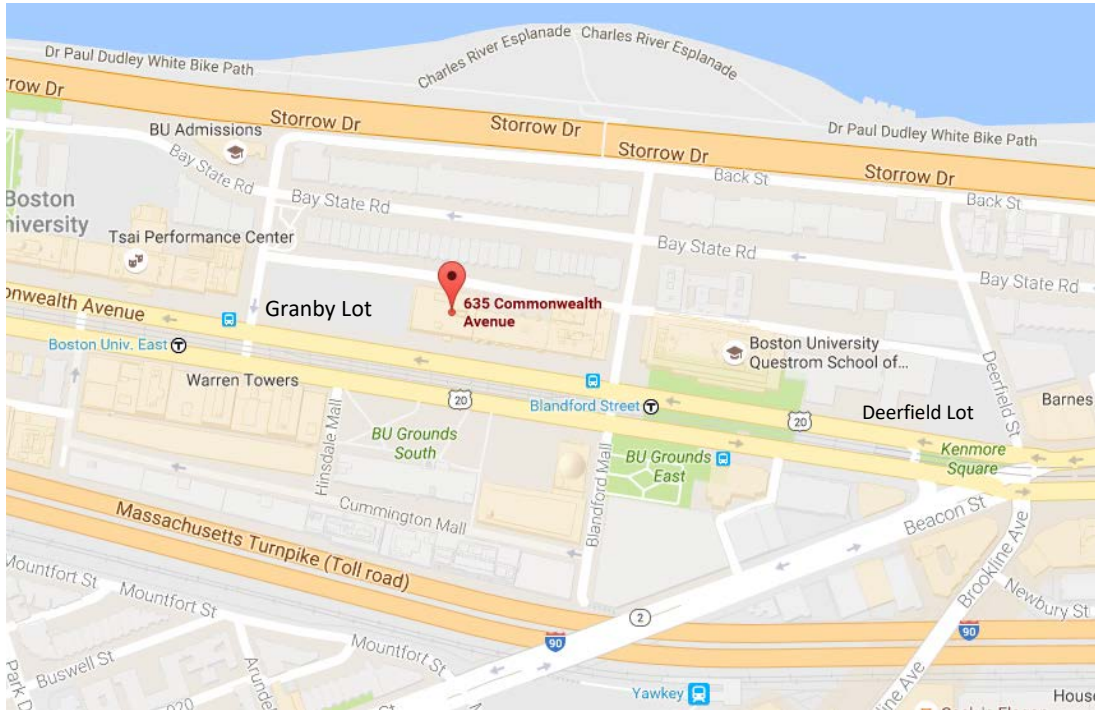 Dr Paul Dudley White Bike Path
Charles River Esplanade
Charles River Esplanade
rrow Dr
Storrow Dr
Storrow Dr
Dr Paul Dudley White Bike Path
BU Admissions
Storrow Dr
Storrow Dr
Bay State Rd
Back St
Back St
Boston
niversity
Bay State Rd
Tsai Performance Center
Bay State Rd
Bay State Rd
onwealth Avenue
Granby Lot
635 Commonwealth
Avenue
Boston Univ. East
T
Boston University
Questrom School of...
Deerfield St
Warren Towers
20
Blandford Street
T
20
Deerfield Lot
Barnes
Hinsdale Mall
BU Grounds
South
Blandford Mall
BU Grounds
East
Kenmore
Square
Cummington Mall
Beacon St
Massachusetts Turnpike (Toll road)
Brookline Ave
Newbury St
Mountfort St
Mountfort St
Mountfort St
2
90
90
Buswell St
Park D
Arunde
020
Yawkey
kline Ave
House